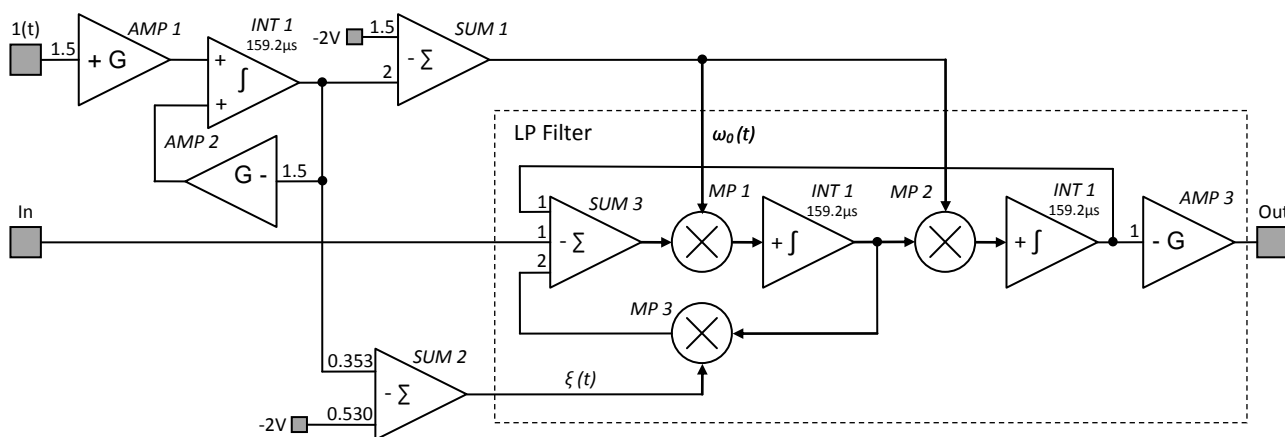 1(t)
AMP 1
1.5
+ G
INT 1
159.2µs
+
+
∫
AMP 2
G -
1.5
-2V
1.5
2
SUM 1
- Σ
LP Filter
ω₀(t)
In
1
1
2
SUM 3
- Σ
MP 1
INT 1
159.2µs
+ ∫
MP 2
INT 1
159.2µs
+ ∫
AMP 3
1
- G
Out
MP 3
0.353
SUM 2
- Σ
ξ (t)
-2V
0.530